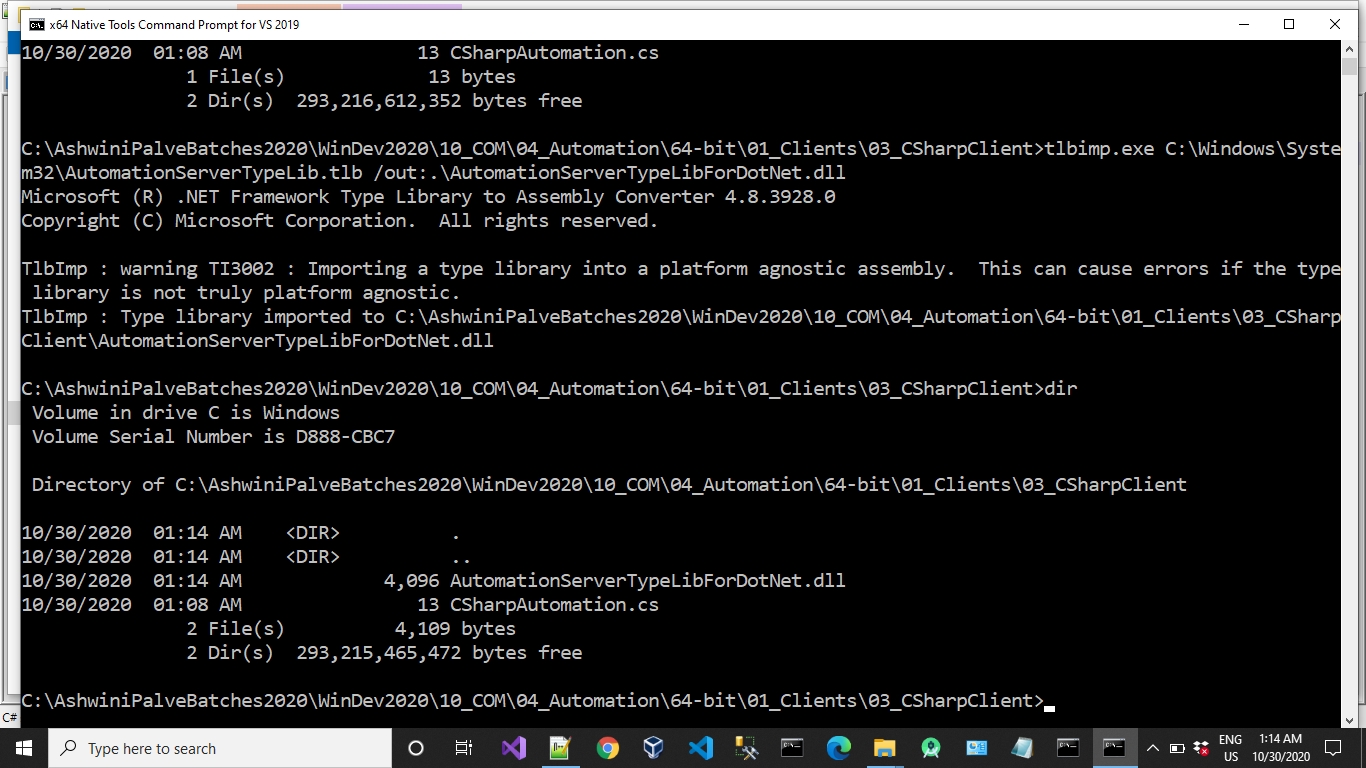 x64 Native Tools Command Prompt for VS 2019
10/30/2020  01:08 AM                13 CSharpAutomation.cs
               1 File(s)             13 bytes
               2 Dir(s)  293,216,612,352 bytes free
C:\AshwiniPalveBatches2020\WinDev2020\10_COM\04_Automation\64-bit\01_Clients\03_CSharpClient>tlbimp.exe C:\Windows\Syste
m32\AutomationServerTypeLib.tlb /out:.\AutomationServerTypeLibForDotNet.dll
Microsoft (R) .NET Framework Type Library to Assembly Converter 4.8.3928.0
Copyright (C) Microsoft Corporation.  All rights reserved.
TlbImp : warning TI3002 : Importing a type library into a platform agnostic assembly.  This can cause errors if the type
 library is not truly platform agnostic.
TlbImp : Type library imported to C:\AshwiniPalveBatches2020\WinDev2020\10_COM\04_Automation\64-bit\01_Clients\03_CSharp
Client\AutomationServerTypeLibForDotNet.dll
C:\AshwiniPalveBatches2020\WinDev2020\10_COM\04_Automation\64-bit\01_Clients\03_CSharpClient>dir
 Volume in drive C is Windows
 Volume Serial Number is D888-CBC7
 Directory of C:\AshwiniPalveBatches2020\WinDev2020\10_COM\04_Automation\64-bit\01_Clients\03_CSharpClient
10/30/2020  01:14 AM    <DIR>          .
10/30/2020  01:14 AM    <DIR>          ..
10/30/2020  01:14 AM             4,096 AutomationServerTypeLibForDotNet.dll
10/30/2020  01:08 AM                13 CSharpAutomation.cs
               2 File(s)          4,109 bytes
               2 Dir(s)  293,215,465,472 bytes free
C:\AshwiniPalveBatches2020\WinDev2020\10_COM\04_Automation\64-bit\01_Clients\03_CSharpClient>
C#
Type here to search
ENG
US
1:14 AM
10/30/2020